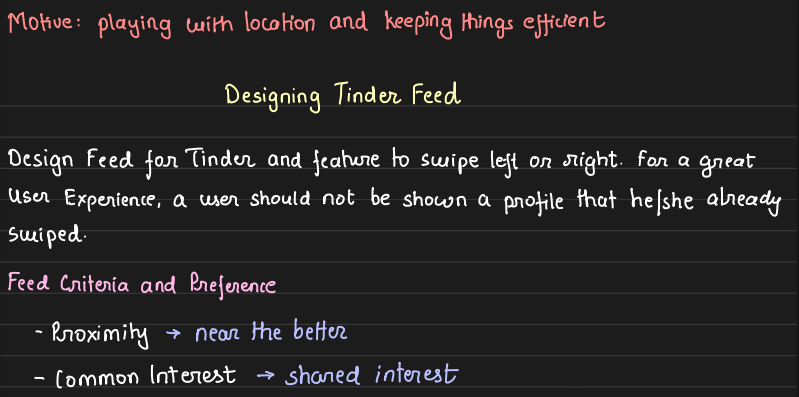 Motive: playing with location and keeping things efficient
Designing Tinder Feed
Design Feed for Tinder and feature to swipe left or right. For a great
User Experience, a user should not be shown a profile that he/she already
swiped.
Feed Criteria and Preference
- Proximity → near the better
- Common Interest → shared interest